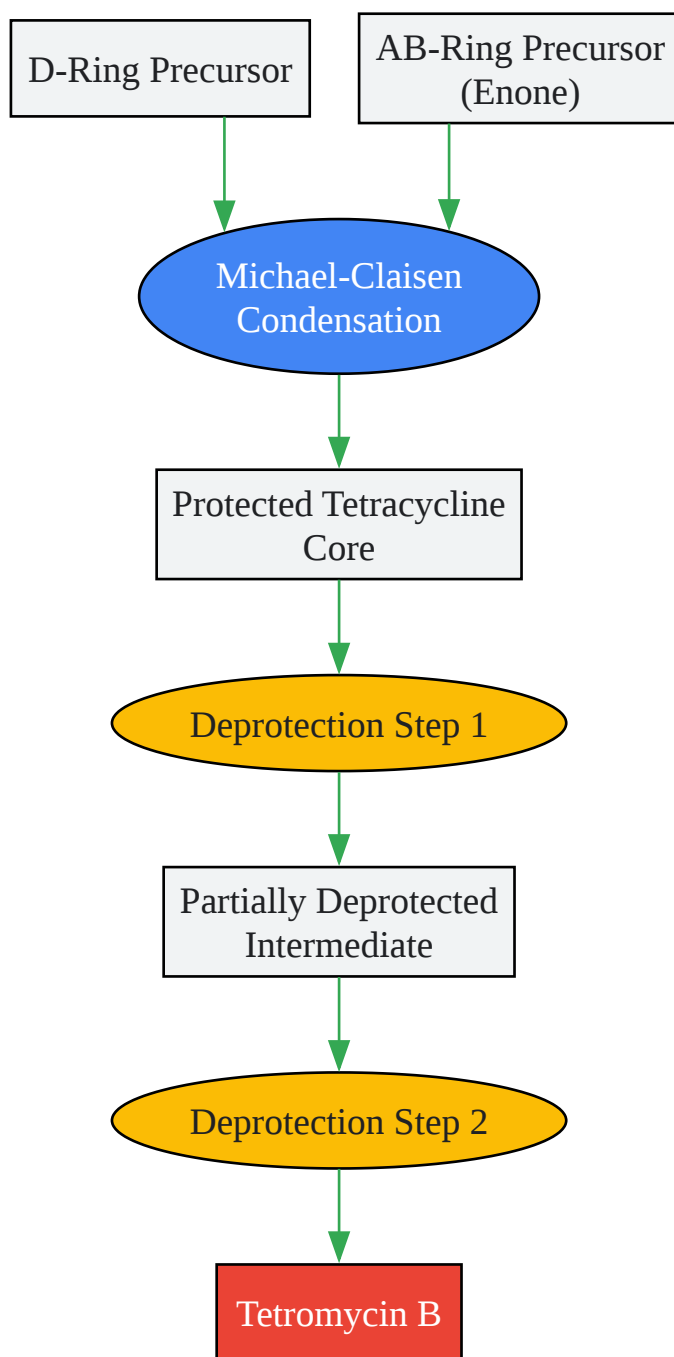 D-Ring Precursor
AB-Ring Precursor
(Enone)
Michael-Claisen
Condensation
Protected Tetracycline
Core
Deprotection Step 1
Partially Deprotected
Intermediate
Deprotection Step 2
Tetromycin B